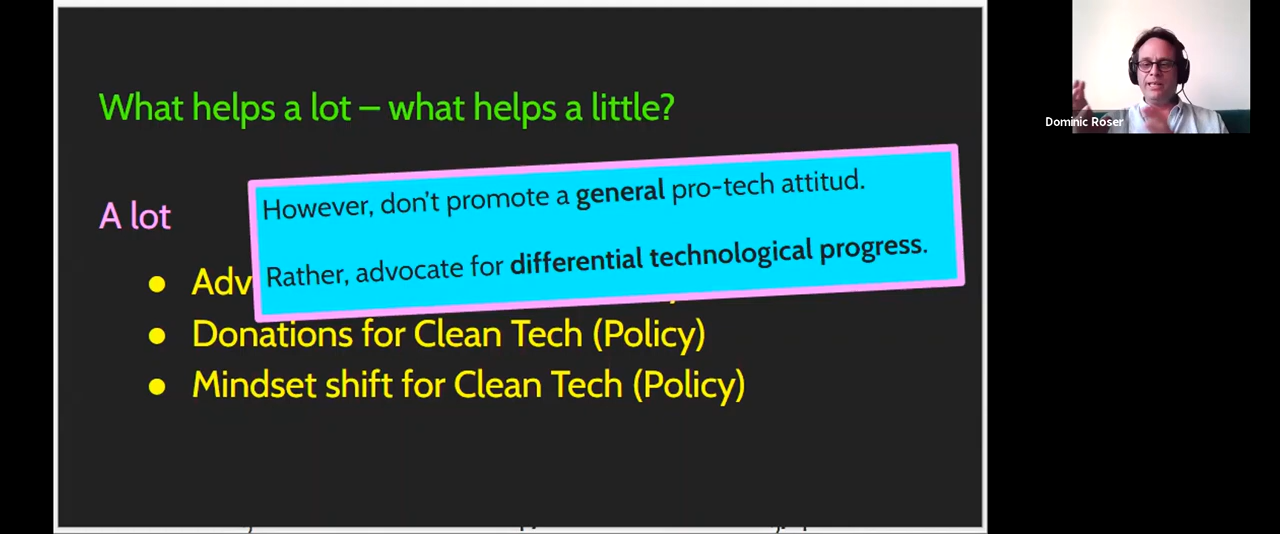 What helps a lot – what helps a little?
A lot
However, don't promote a general pro-tech attitud.
Rather, advocate for differential technological progress.
● Adv
● Donations for Clean Tech (Policy)
● Mindset shift for Clean Tech (Policy)
Dominic Roser